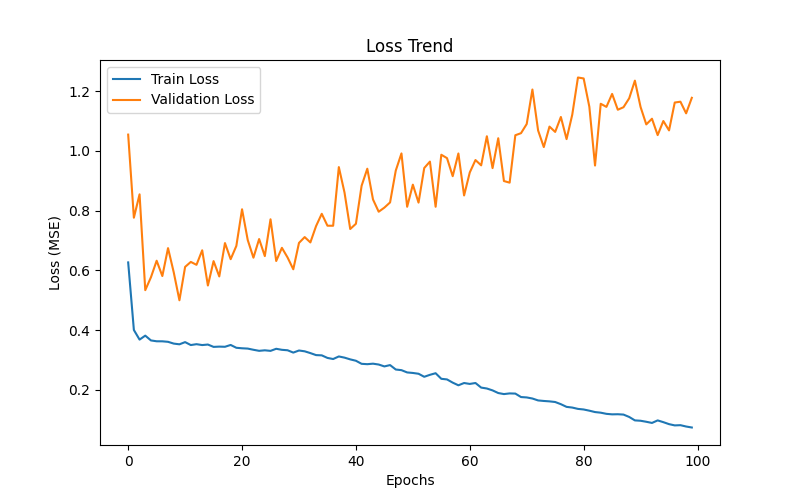 Loss Trend
Train Loss
Validation Loss
1.2
1.0
0.8
0.6
0.4
0.2
Loss (MSE)
0 20 40 60 80 100
Epochs